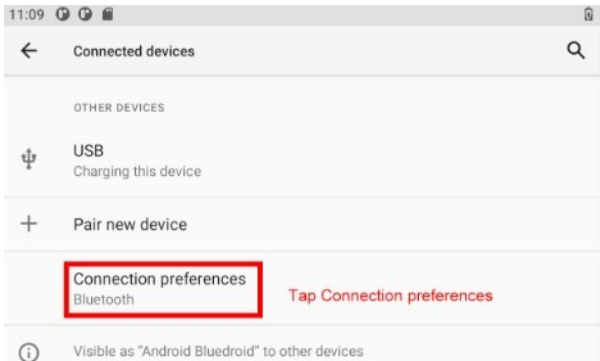 11:09
Connected devices
OTHER DEVICES
USB
Charging this device
Pair new device
Connection preferences
Bluetooth
Tap Connection preferences
Visible as "Android Bluedroid" to other devices